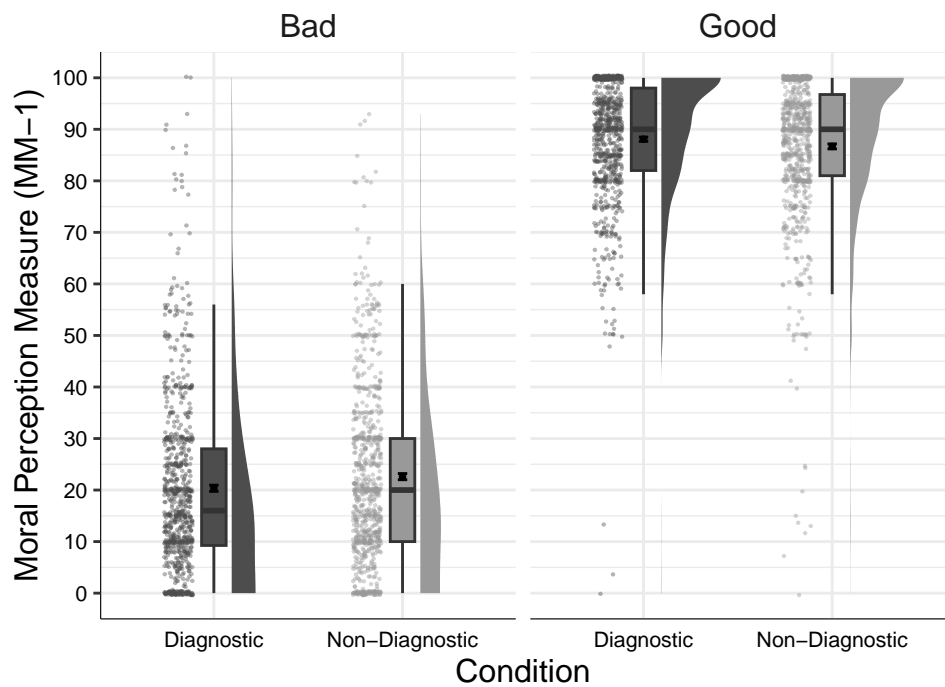 Bad
Good
Moral Perception Measure (MM−1)
100
90
80
70
60
50
40
30
20
10
0
Diagnostic
Non−Diagnostic
Diagnostic
Non−Diagnostic
Condition